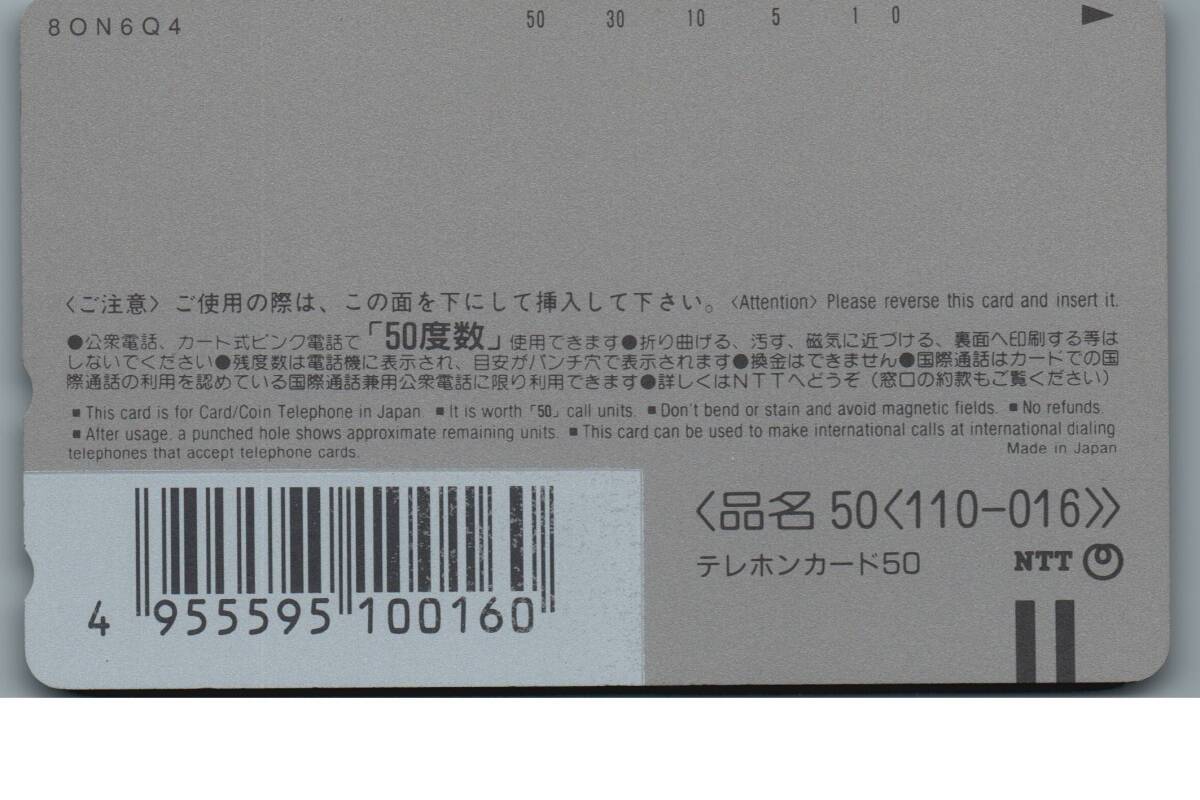 8ON6Q4 50 30 10 5 1 0 ▶
〈ご注意〉ご使用の際は、この面を下にして挿入して下さい。〈Attention〉Please reverse this card and insert it.
●公衆電話、カード式ピンク電話で「50度数」使用できます●折り曲げる、汚す、磁気に近づける、裏面へ印刷する等は
しないでください●残度数は電話機に表示され、目安がパンチ穴で表示されます●換金はできません●国際通話はカードでの国
際通話の利用を認めている国際通話兼用公衆電話に限り利用できます●詳しくはNTTへどうぞ（窓口の約款もご覧ください）
■This card is for Card/Coin Telephone in Japan. ■It is worth「50」call units. ■Don't bend or stain and avoid magnetic fields. ■No refunds.
■After usage, a punched hole shows approximate remaining units. ■This card can be used to make international calls at international dialing
telephones that accept telephone cards. Made in Japan
〈品名 50〈110-016〉〉
テレホンカード50 NTT
4 955595 100160